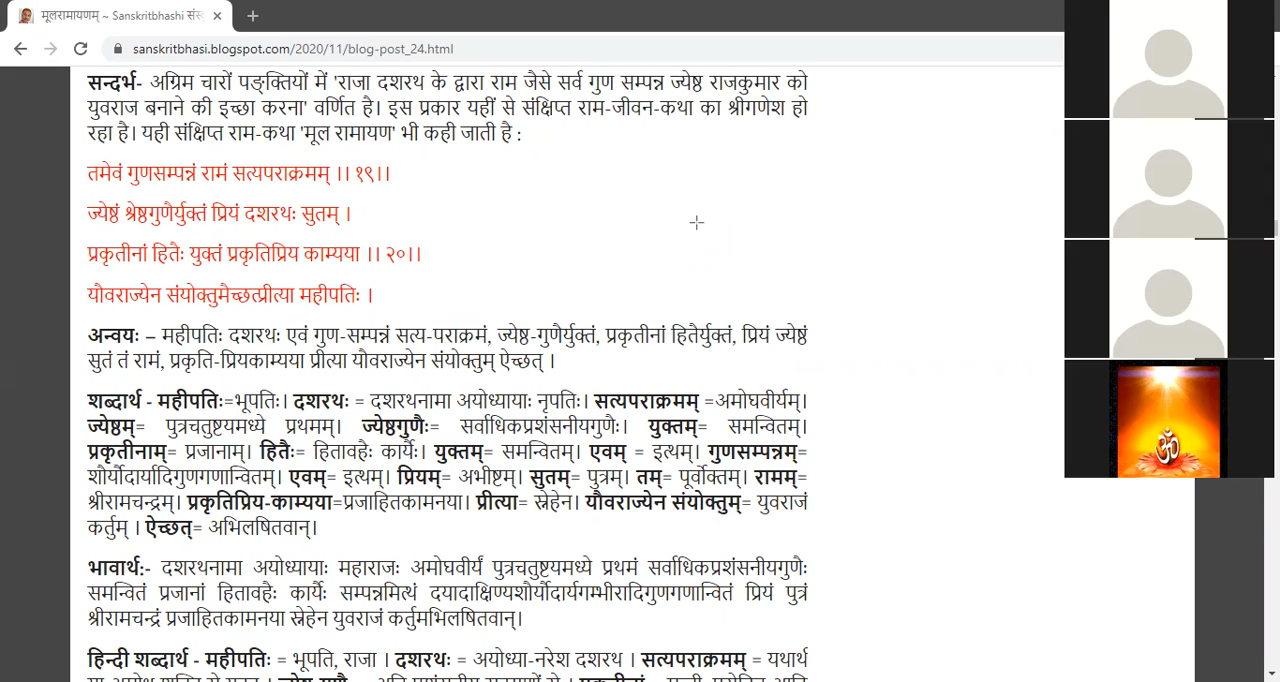 मूलरामायणम् ~ Sanskritbhashi संस्
sanskritbhasi.blogspot.com/2020/11/blog-post_24.html
सन्दर्भ- अग्रिम चारों पङ्क्तियों में 'राजा दशरथ के द्वारा राम जैसे सर्व गुण सम्पन्न ज्येष्ठ राजकुमार को
युवराज बनाने की इच्छा करना' वर्णित है। इस प्रकार यहीं से संक्षिप्त राम-जीवन-कथा का श्रीगणेश हो
रहा है। यही संक्षिप्त राम-कथा 'मूल रामायण' भी कही जाती है :
तमेवं गुणसम्पन्नं रामं सत्यपराक्रमम् ।। १९।।
ज्येष्ठं श्रेष्ठगुणैर्युक्तं प्रियं दशरथः सुतम् ।
प्रकृतीनां हितैः युक्तं प्रकृतिप्रिय काम्यया ।। २०।।
यौवराज्येन संयोक्तुमैच्छत्प्रीत्या महीपतिः ।
अन्वयः – महीपतिः दशरथः एवं गुण-सम्पन्नं सत्य-पराक्रमं, ज्येष्ठ-गुणैर्युक्तं, प्रकृतीनां हितैर्युक्तं, प्रियं ज्येष्ठं
सुतं तं रामं, प्रकृति-प्रियकाम्यया प्रीत्या यौवराज्येन संयोक्तुम् ऐच्छत् ।
शब्दार्थ - महीपतिः=भूपतिः। दशरथः = दशरथनामा अयोध्यायाः नृपतिः। सत्यपराक्रमम् =अमोघवीर्यम्।
ज्येष्ठम्= पुत्रचतुष्टयमध्ये प्रथमम्। ज्येष्ठगुणैः= सर्वाधिकप्रशंसनीयगुणैः। युक्तम्= समन्वितम्।
प्रकृतीनाम्= प्रजानाम्। हितैः= हितावहैः कार्यैः। युक्तम्= समन्वितम्। एवम् = इत्थम्। गुणसम्पन्नम्=
शौर्यौदार्यादिगुणगणान्वितम्। एवम्= इत्थम्। प्रियम्= अभीष्टम्। सुतम्= पुत्रम्। तम्= पूर्वोक्तम्। रामम्=
श्रीरामचन्द्रम्। प्रकृतिप्रिय-काम्यया=प्रजाहितकामनया। प्रीत्या= स्नेहेन। यौवराज्येन संयोक्तुम्= युवराजं
कर्तुम् । ऐच्छत्= अभिलषितवान्।
भावार्थ:- दशरथनामा अयोध्यायाः महाराजः अमोघवीर्यं पुत्रचतुष्टयमध्ये प्रथमं सर्वाधिकप्रशंसनीयगुणैः
समन्वितं प्रजानां हितावहैः कार्यैः सम्पन्नमित्थं दयादाक्षिण्यशौर्यौदार्यगम्भीरादिगुणगणान्वितं प्रियं पुत्रं
श्रीरामचन्द्रं प्रजाहितकामनया स्नेहेन युवराजं कर्तुमभिलषितवान्।
हिन्दी शब्दार्थ - महीपतिः = भूपति, राजा । दशरथः = अयोध्या-नरेश दशरथ । सत्यपराक्रमम् = यथार्थ